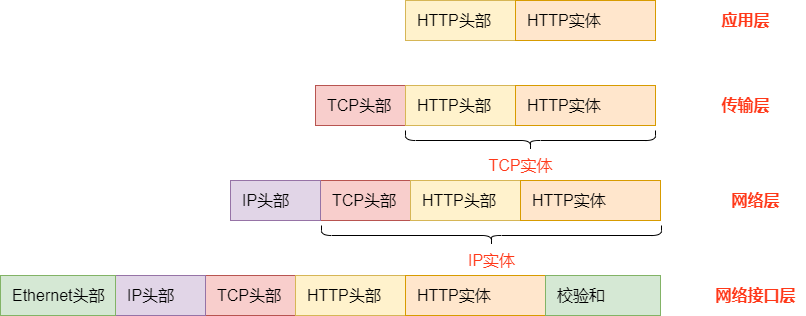 HTTP头部 HTTP实体 应用层
TCP头部 HTTP头部 HTTP实体 传输层
TCP实体
IP头部 TCP头部 HTTP头部 HTTP实体 网络层
IP实体
Ethernet头部 IP头部 TCP头部 HTTP头部 HTTP实体 校验和 网络接口层